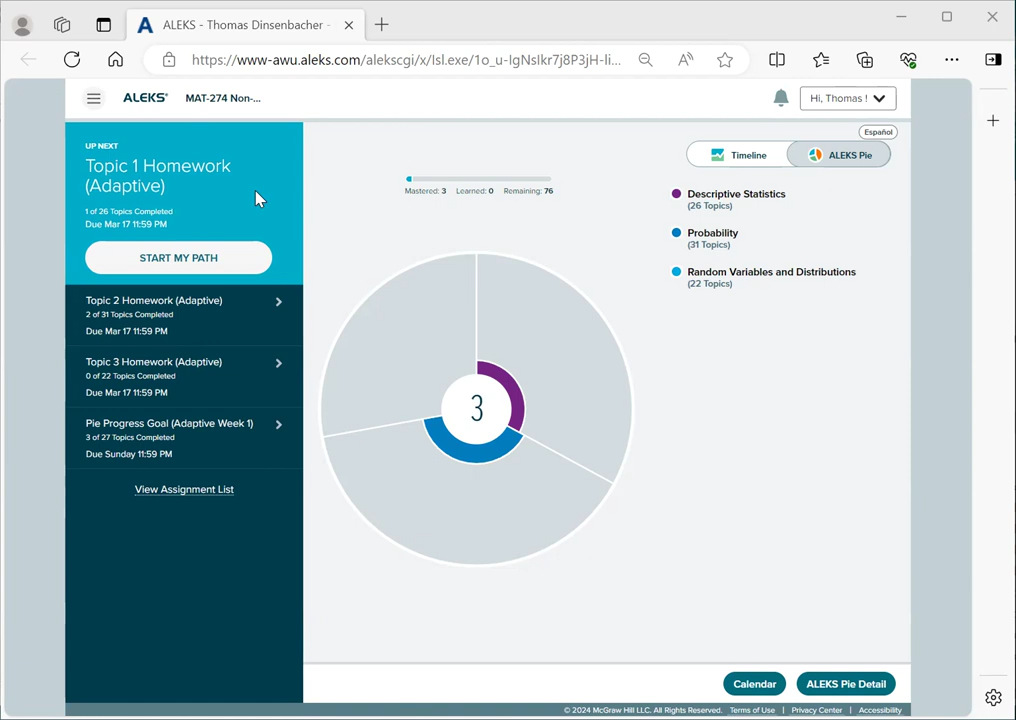 ALEKS - Thomas Dinsenbacher -
https://www-awu.aleks.com/alekscgi/x/Isl.exe/1o_u-IgNsIkr7j8P3jH-Ii...
ALEKS® MAT-274 Non-...
Hi, Thomas !
Español
UP NEXT
Topic 1 Homework
(Adaptive)
1 of 26 Topics Completed
Due Mar 17 11:59 PM
START MY PATH
Topic 2 Homework (Adaptive)
2 of 31 Topics Completed
Due Mar 17 11:59 PM
Topic 3 Homework (Adaptive)
0 of 22 Topics Completed
Due Mar 17 11:59 PM
Pie Progress Goal (Adaptive Week 1)
3 of 27 Topics Completed
Due Sunday 11:59 PM
View Assignment List
Timeline
ALEKS Pie
Mastered: 3 Learned: 0 Remaining: 76
3
Descriptive Statistics
(26 Topics)
Probability
(31 Topics)
Random Variables and Distributions
(22 Topics)
Calendar
ALEKS Pie Detail
© 2024 McGraw Hill LLC. All Rights Reserved. Terms of Use | Privacy Center | Accessibility